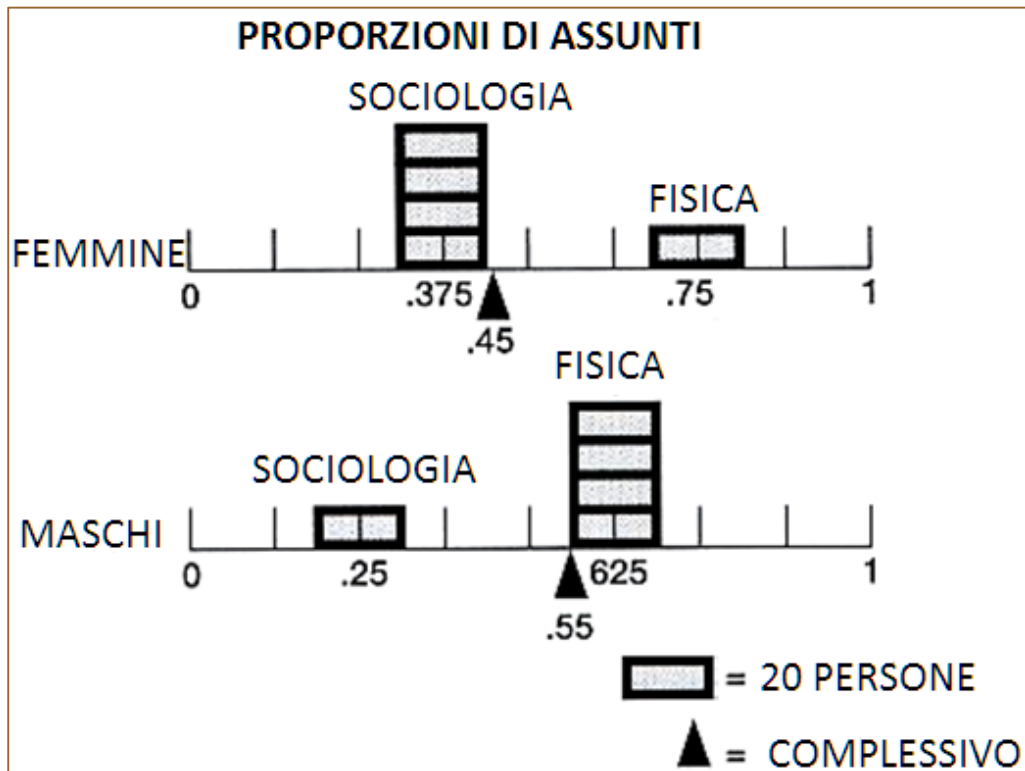 PROPORZIONI DI ASSUNTI
SOCIOLOGIA
FISICA
FEMMINE
0 .375 .75 1
.45
FISICA
SOCIOLOGIA
MASCHI
0 .25 625 1
.55
= 20 PERSONE
= COMPLESSIVO